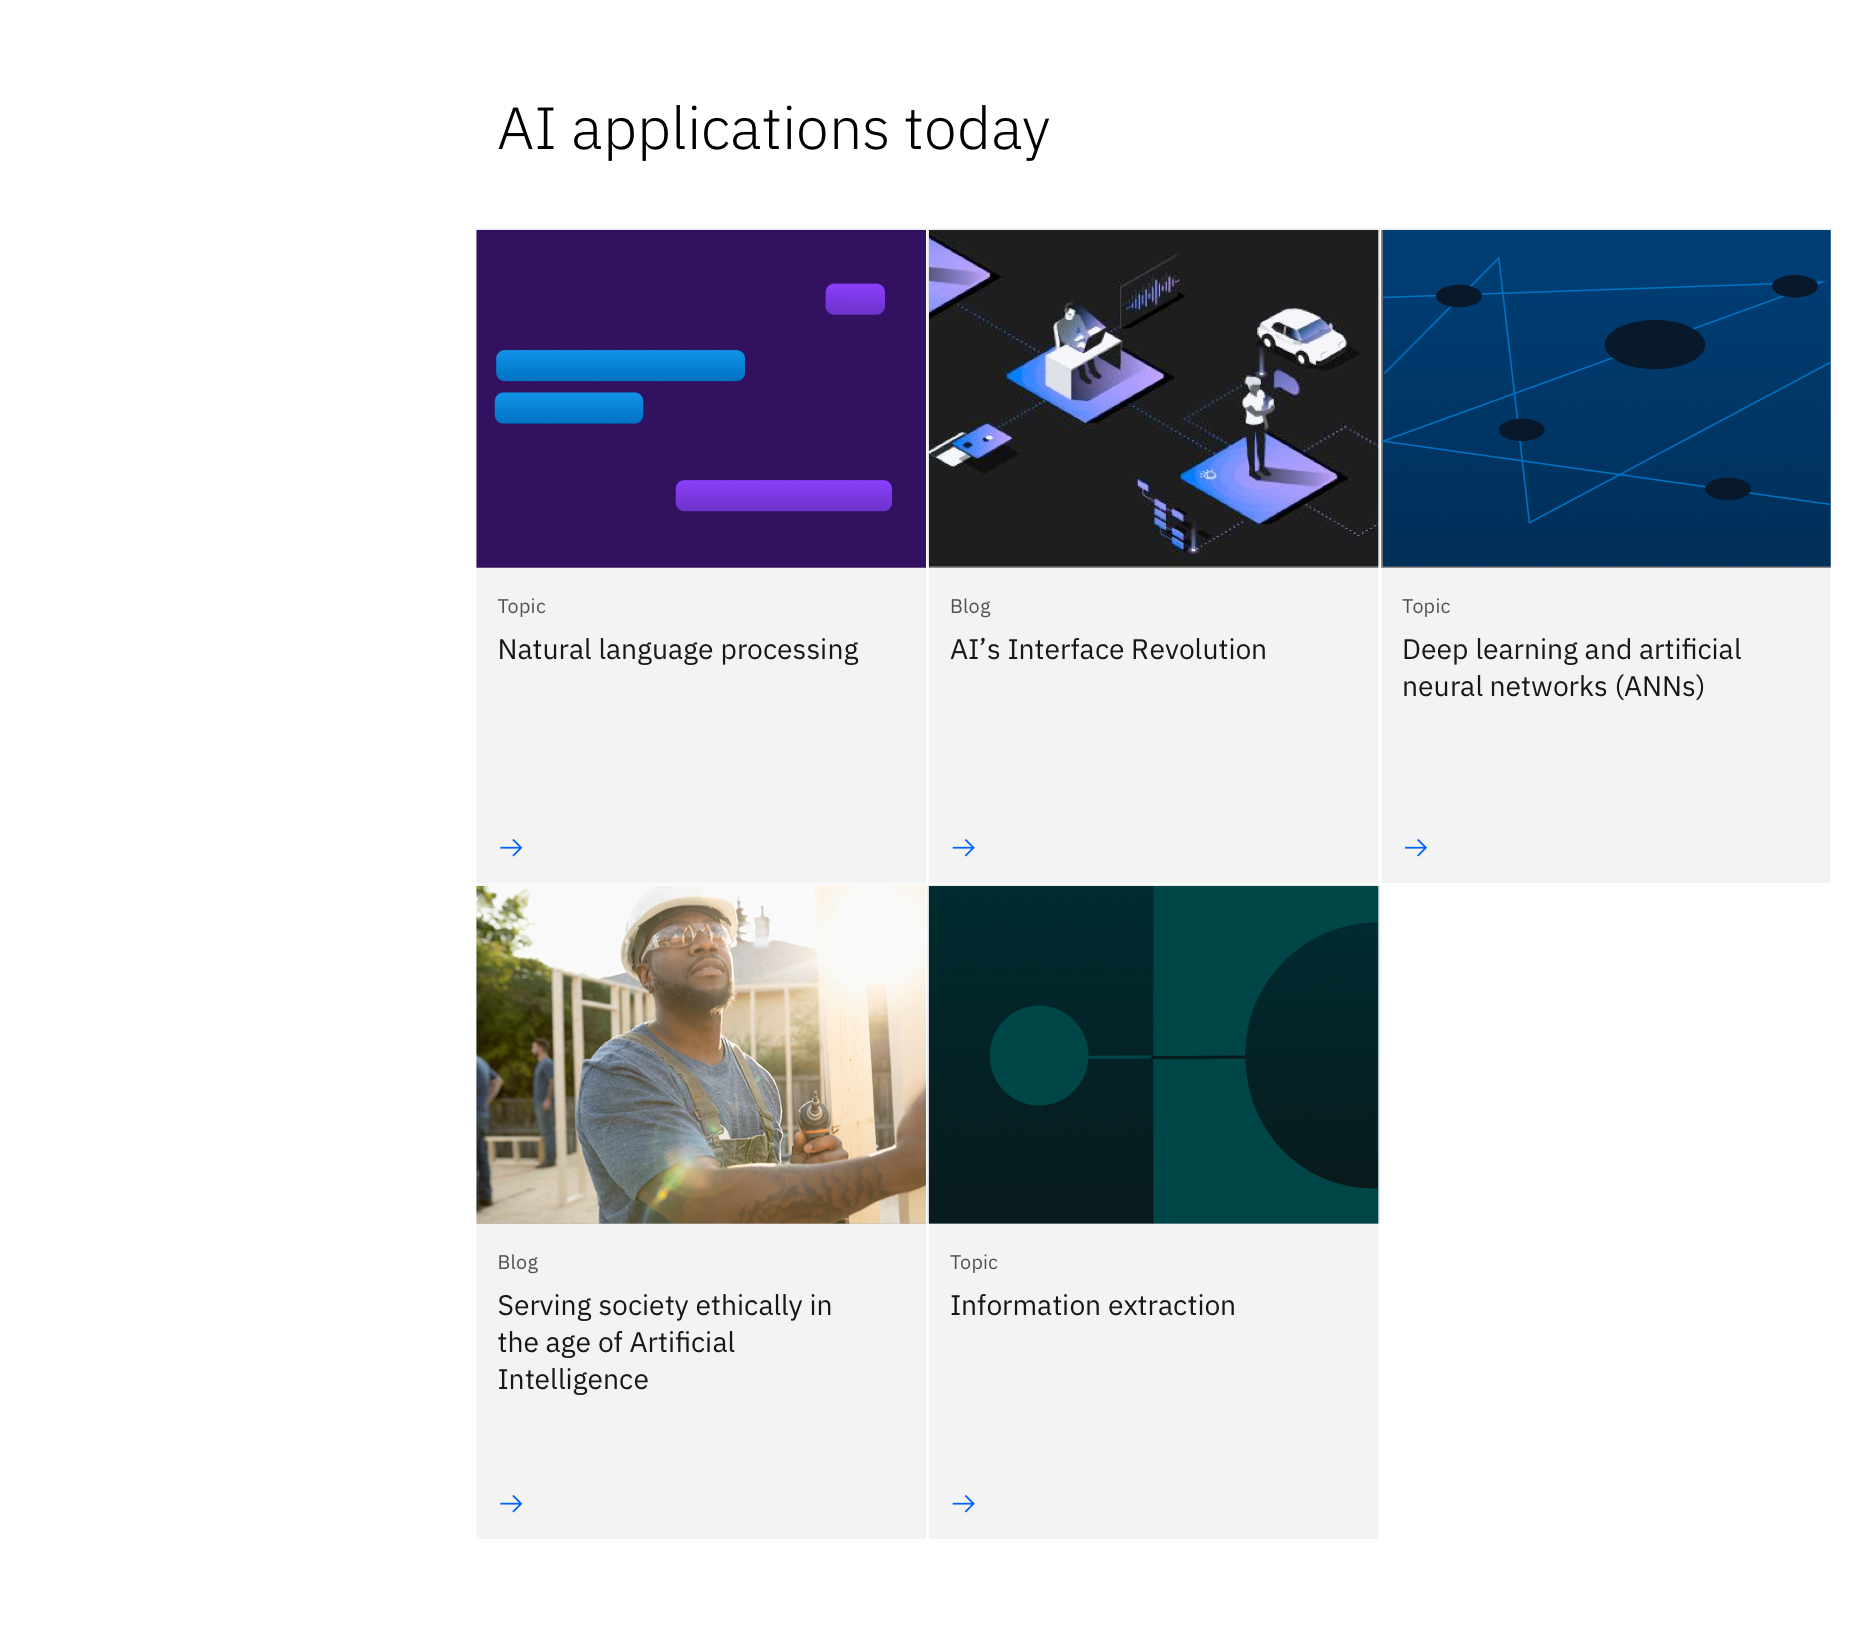 AI applications today
Topic
Natural language processing
Blog
AI’s Interface Revolution
Topic
Deep learning and artificial
neural networks (ANNs)
Blog
Serving society ethically in
the age of Artificial
Intelligence
Topic
Information extraction